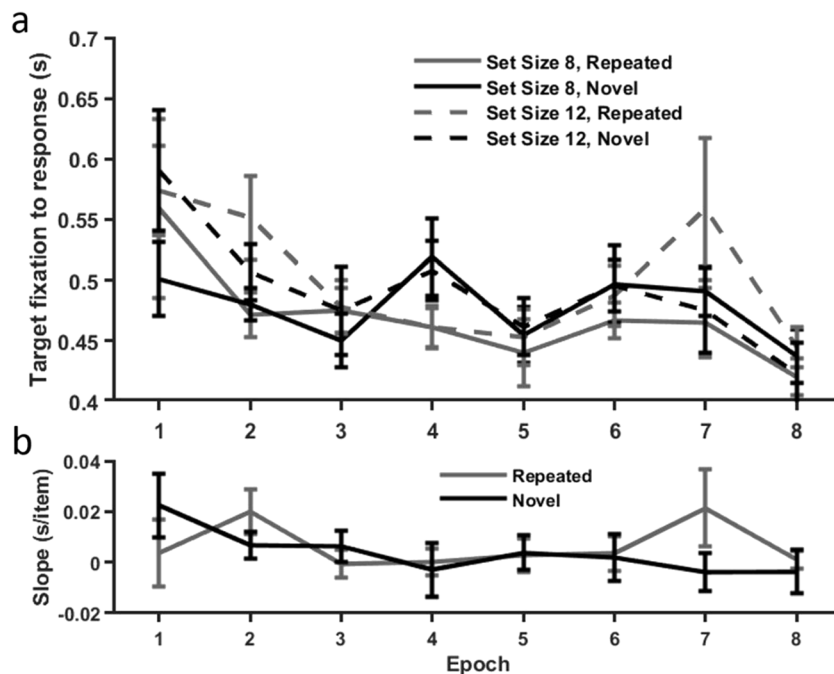 a
Target fixation to response (s)
0.7
0.65
0.6
0.55
0.5
0.45
0.4
Set Size 8, Repeated
Set Size 8, Novel
Set Size 12, Repeated
Set Size 12, Novel
1 2 3 4 5 6 7 8
b
Slope (s/item)
0.04
0.02
0
-0.02
Repeated
Novel
1 2 3 4 5 6 7 8
Epoch